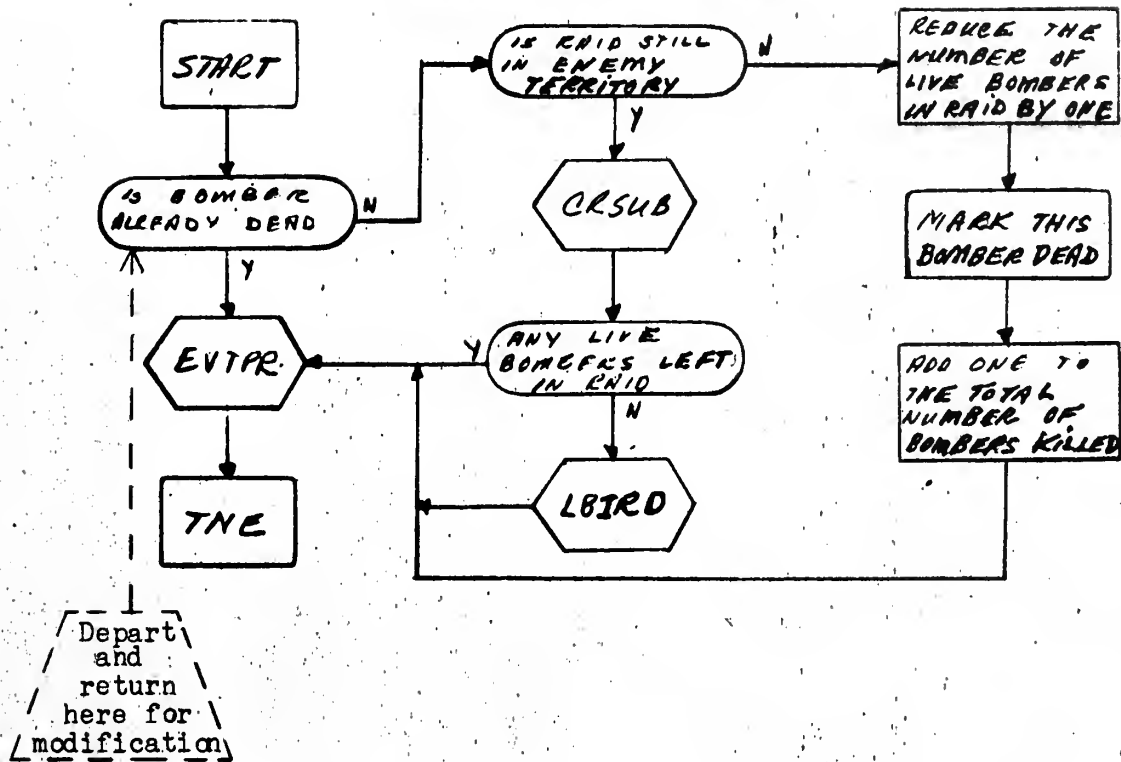 START
IS BOMBER
ALREADY DEAD
N
Y
EVTPR.
TNE
Depart
and
return
here for
modification
IS RAID STILL
IN ENEMY
TERRITORY
N
Y
CRSUB
ANY LIVE
BOMBERS LEFT
IN RAID
Y
N
LBIRD
REDUCE THE
NUMBER OF
LIVE BOMBERS
IN RAID BY ONE
MARK THIS
BOMBER DEAD
ADD ONE TO
THE TOTAL
NUMBER OF
BOMBERS KILLED